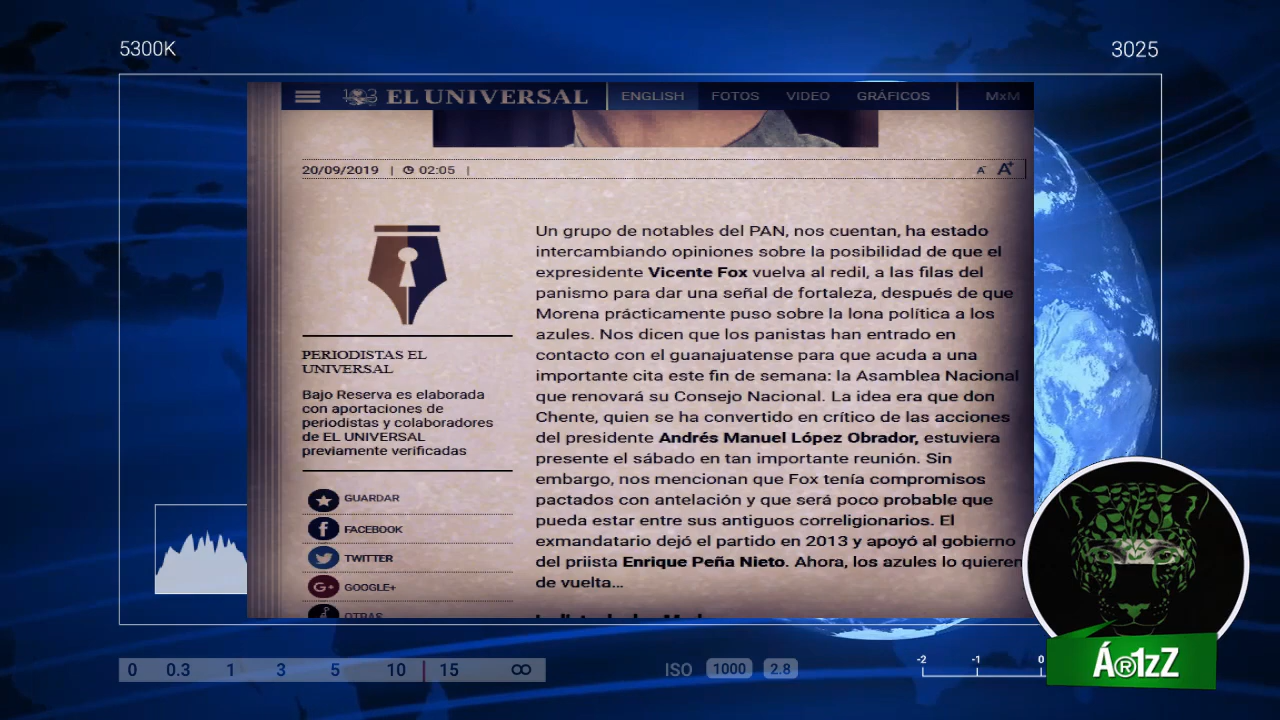 5300K
3025
EL UNIVERSAL
ENGLISH
FOTOS
VIDEO
GRÁFICOS
MxM
20/09/2019 | 02:05 |
A- A+
Un grupo de notables del PAN, nos cuentan, ha estado
intercambiando opiniones sobre la posibilidad de que el
expresidente Vicente Fox vuelva al redil, a las filas del
panismo para dar una señal de fortaleza, después de que
Morena prácticamente puso sobre la lona política a los
azules. Nos dicen que los panistas han entrado en
contacto con el guanajuatense para que acuda a una
importante cita este fin de semana: la Asamblea Nacional
que renovará su Consejo Nacional. La idea era que don
Chente, quien se ha convertido en crítico de las acciones
del presidente Andrés Manuel López Obrador, estuviera
presente el sábado en tan importante reunión. Sin
embargo, nos mencionan que Fox tenía compromisos
pactados con antelación y que será poco probable que
pueda estar entre sus antiguos correligionarios. El
exmandatario dejó el partido en 2013 y apoyó al gobierno
del priista Enrique Peña Nieto. Ahora, los azules lo quieren
de vuelta...
PERIODISTAS EL
UNIVERSAL
Bajo Reserva es elaborada
con aportaciones de
periodistas y colaboradores
de EL UNIVERSAL
previamente verificadas
GUARDAR
FACEBOOK
TWITTER
GOOGLE+
OTRAS
0 0.3 1 3 5 10 15 ∞
ISO 1000 2.8
-2 -1 0
Á®1zZ